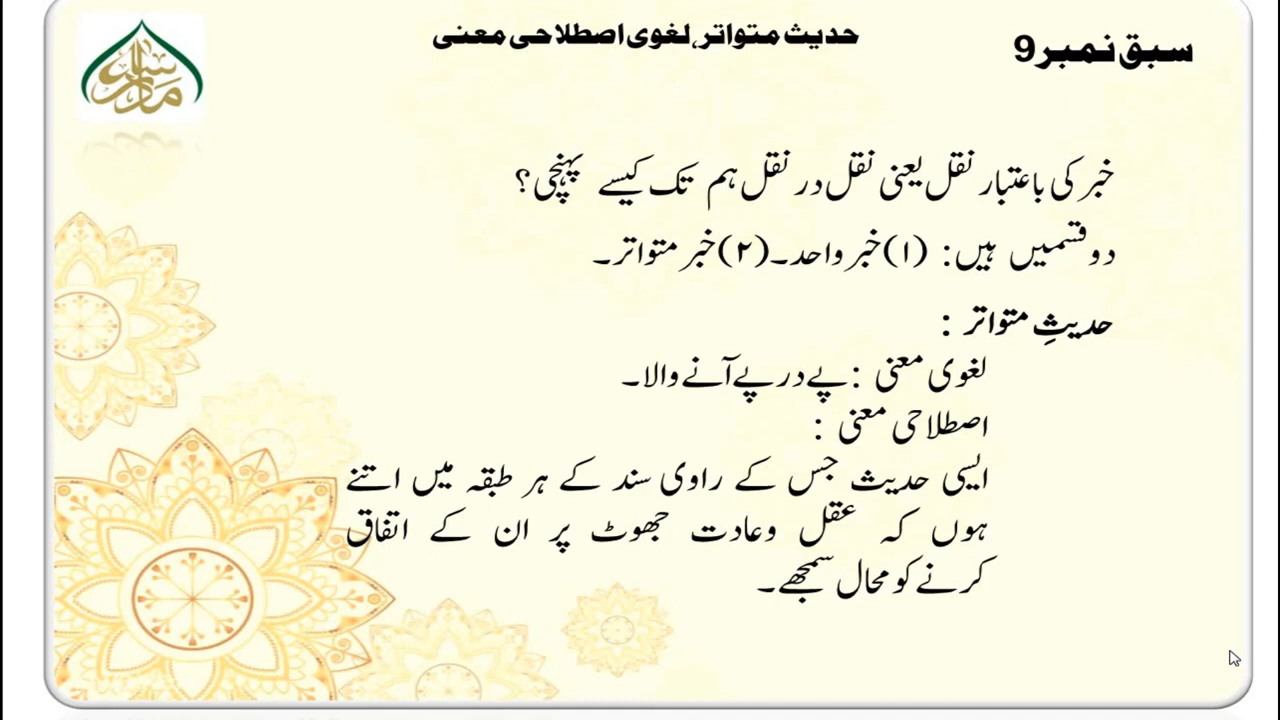 سبق نمبر9
حدیث متواتر، لغوی اصطلاحی معنی
خبر کی باعتبار نقل یعنی نقل در نقل ہم تک کیسے پہنچی؟
دو قسمیں ہیں: (۱)خبر واحد۔(۲)خبر متواتر۔
حدیثِ متواتر :
لغوی معنی : پے در پے آنے والا۔
اصطلاحی معنی :
ایسی حدیث جس کے راوی سند کے ہر طبقہ میں اتنے
ہوں کہ عقل وعادت جھوٹ پر ان کے اتفاق
کرنے کو محال سمجھے۔